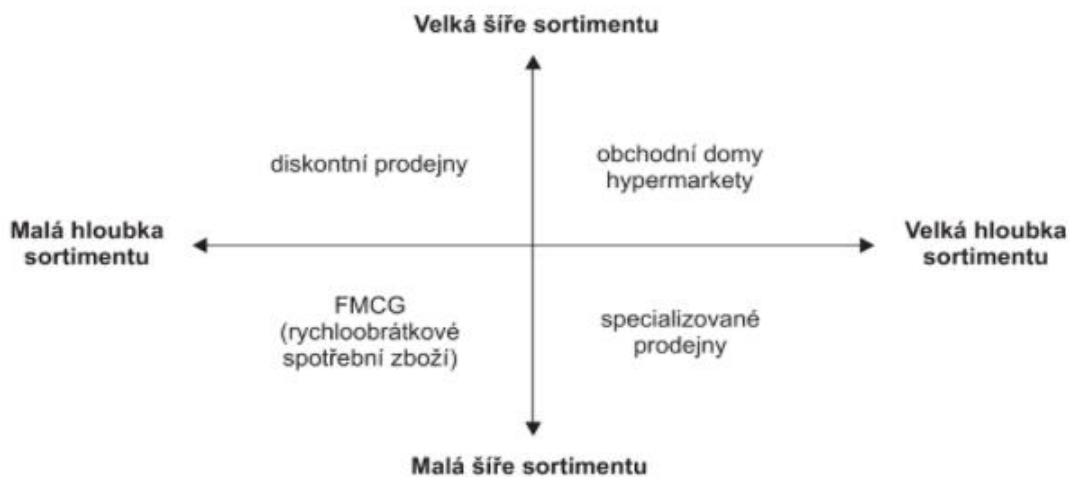 Velká šíře sortimentu
diskontní prodejny
obchodní domy
hypermarkety
Malá hloubka
sortimentu
Velká hloubka
sortimentu
FMCG
(rychloobrátkové
spotřební zboží)
specializované
prodejny
Malá šíře sortimentu